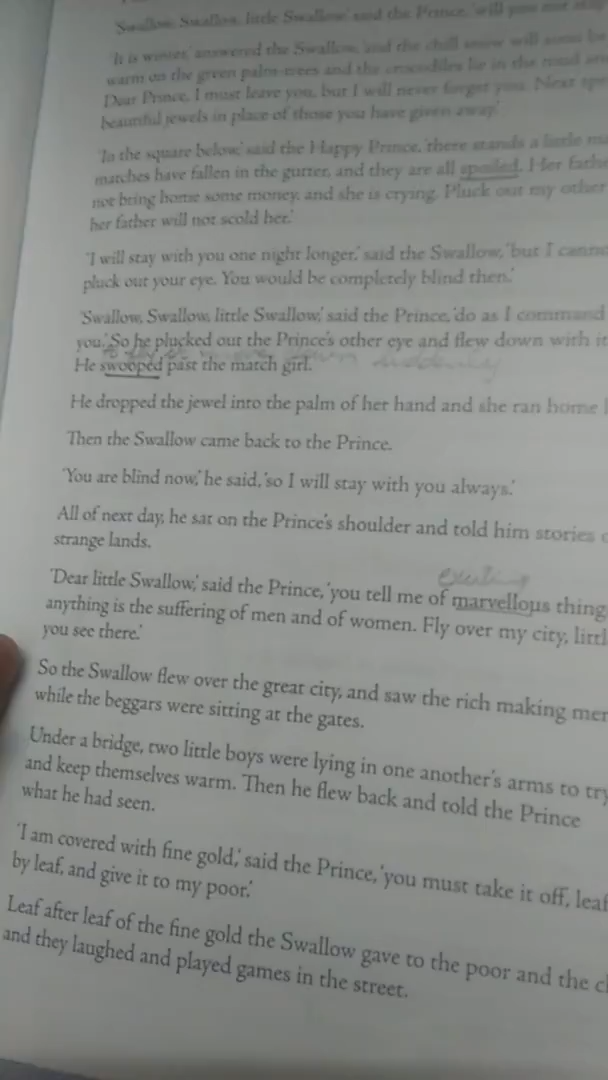 'Swallow, Swallow, little Swallow,' said the Prince, 'will you not stay
'It is winter,' answered the Swallow, 'and the chill snow will soon be
warm on the green palm-trees and the crocodiles lie in the mud
Dear Prince, I must leave you, but I will never forget you. Next
beautiful jewels in place of those you have given away.'
'In the square below,' said the Happy Prince, 'there stands a little
matches have fallen in the gutter, and they are all spoiled. Her
not bring home some money, and she is crying. Pluck out my other
her father will not scold her.'
'I will stay with you one night longer,' said the Swallow, 'but I
pluck out your eye. You would be completely blind then.'
'Swallow, Swallow, little Swallow,' said the Prince, 'do as I command
you.' So he plucked out the Prince's other eye and flew down with it
suddenly
He swooped past the match girl.
He dropped the jewel into the palm of her hand and she ran home
Then the Swallow came back to the Prince.
'You are blind now,' he said, 'so I will stay with you always.'
All of next day, he sat on the Prince's shoulder and told him stories
strange lands.
exciting
'Dear little Swallow,' said the Prince, 'you tell me of marvellous thing
anything is the suffering of men and of women. Fly over my city, littl
you see there.'
So the Swallow flew over the great city, and saw the rich making mer
while the beggars were sitting at the gates.
Under a bridge, two little boys were lying in one another's arms to try
and keep themselves warm. Then he flew back and told the Prince
what he had seen.
'I am covered with fine gold,' said the Prince, 'you must take it off, leaf
by leaf, and give it to my poor.'
Leaf after leaf of the fine gold the Swallow gave to the poor and the
and they laughed and played games in the street.